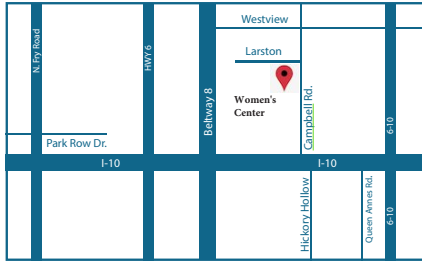 Westview
Larston
N. Fry Road
HWY 6
Beltway 8
Women's
Center
Campbell Rd.
6-10
Park Row Dr.
I-10
I-10
Hickory Hollow
Queen Annes Rd.
6-10